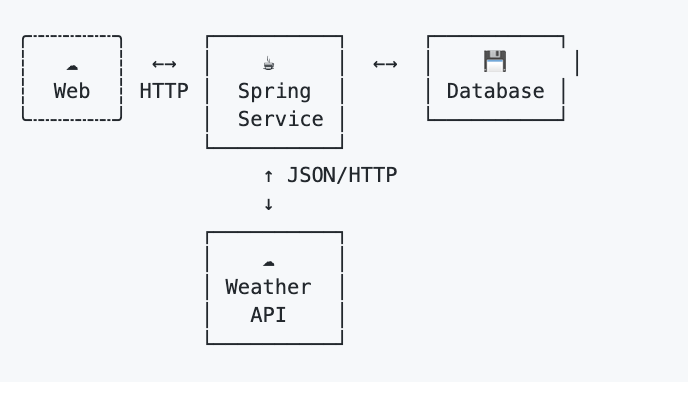 Web
HTTP
Spring
Service
Database
JSON/HTTP
Weather
API